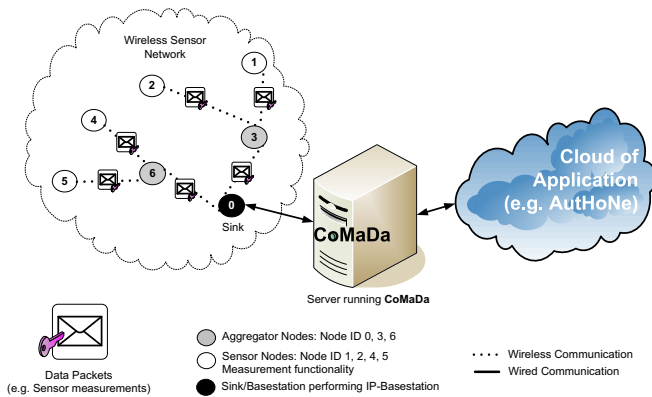 Wireless Sensor
Network
1
2
4
3
5
6
0
Sink
CoMaDa
Server running CoMaDa
Cloud of
Application
(e.g. AutHoNe)
Data Packets
(e.g. Sensor measurements)
Aggregator Nodes: Node ID 0, 3, 6
Sensor Nodes: Node ID 1, 2, 4, 5
Measurement functionality
Sink/Basestation performing IP-Basestation
Wireless Communication
Wired Communication